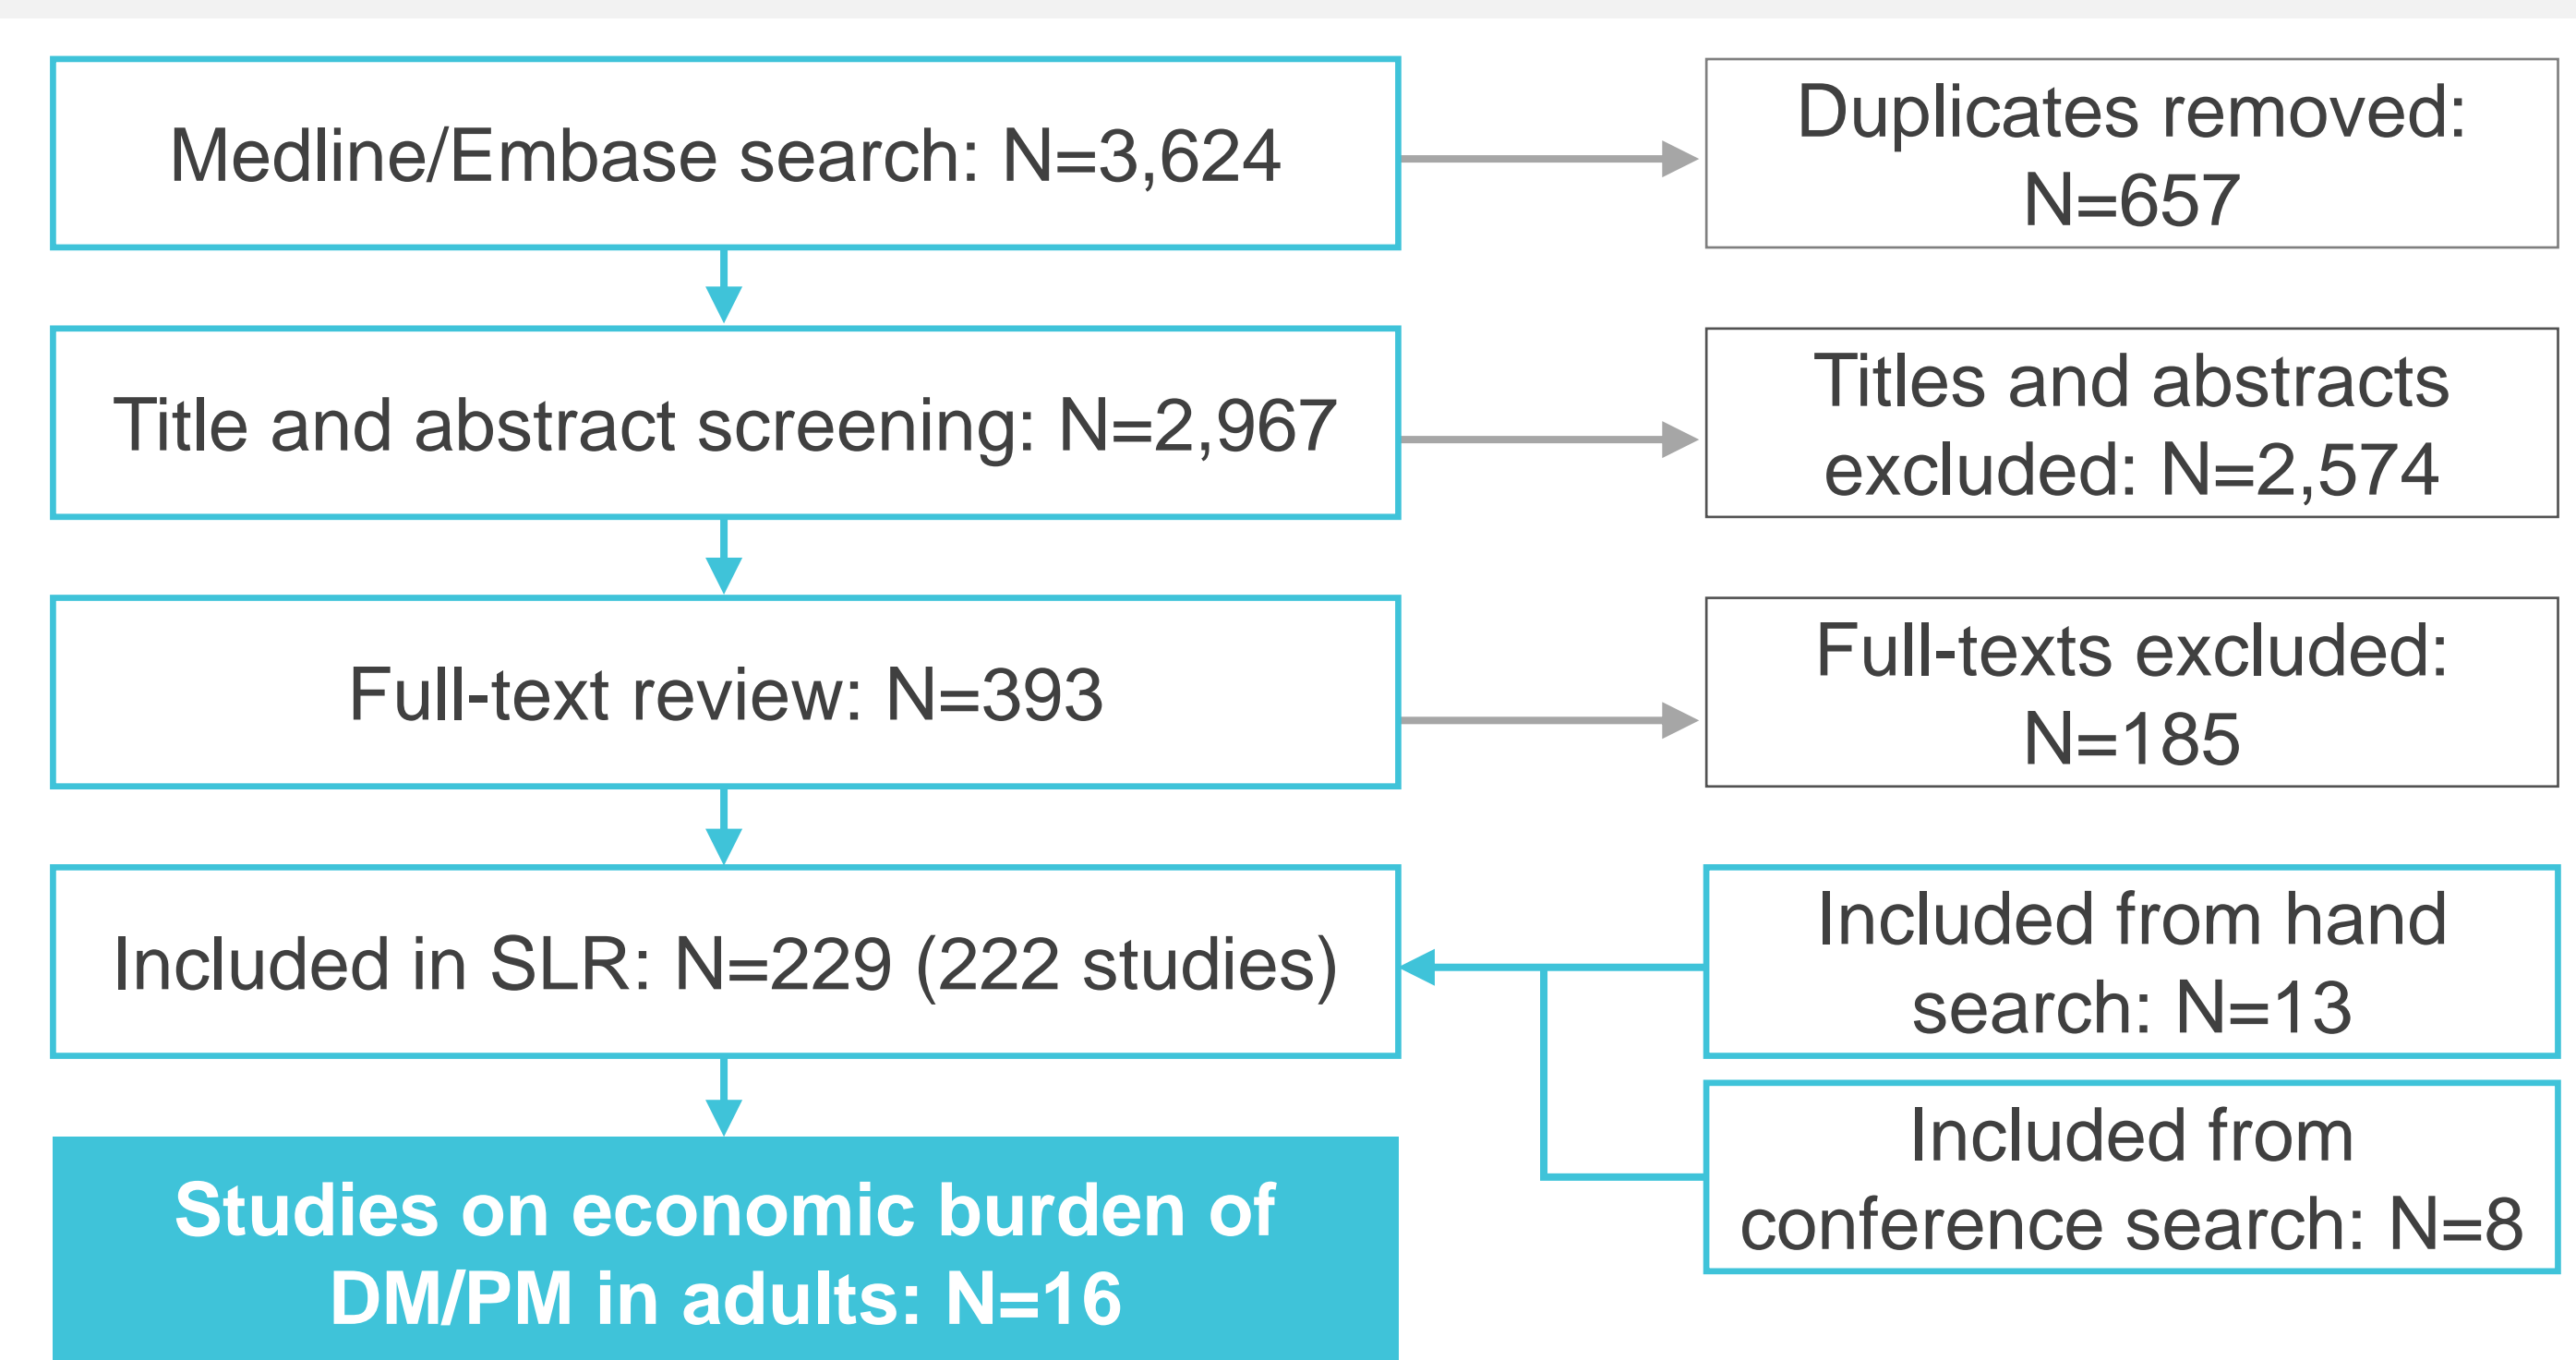 Medline/Embase search: N=3,624
Duplicates removed:
N=657
Title and abstract screening: N=2,967
Titles and abstracts
excluded: N=2,574
Full-text review: N=393
Full-texts excluded:
N=185
Included in SLR: N=229 (222 studies)
Included from hand
search: N=13
Included from
conference search: N=8
Studies on economic burden of
DM/PM in adults: N=16